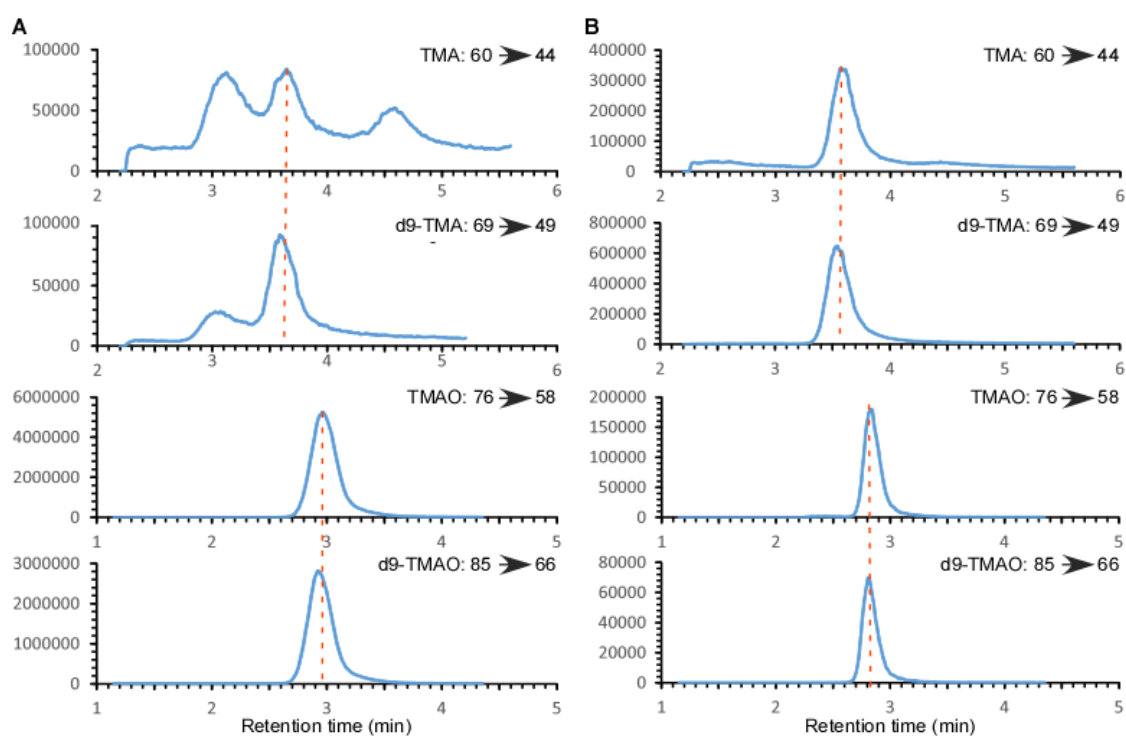 A
100000
50000
0
TMA: 60 ➤ 44
2 3 4 5 6
100000
50000
0
d9-TMA: 69 ➤ 49
-
2 3 4 5 6
6000000
4000000
2000000
0
TMAO: 76 ➤ 58
1 2 3 4 5
3000000
2000000
1000000
0
d9-TMAO: 85 ➤ 66
1 2 3 4 5
Retention time (min)
B
400000
300000
200000
100000
0
TMA: 60 ➤ 44
2 3 4 5 6
800000
600000
400000
200000
0
d9-TMA: 69 ➤ 49
2 3 4 5 6
200000
150000
100000
50000
0
TMAO: 76 ➤ 58
1 2 3 4 5
80000
60000
40000
20000
0
d9-TMAO: 85 ➤ 66
1 2 3 4 5
Retention time (min)